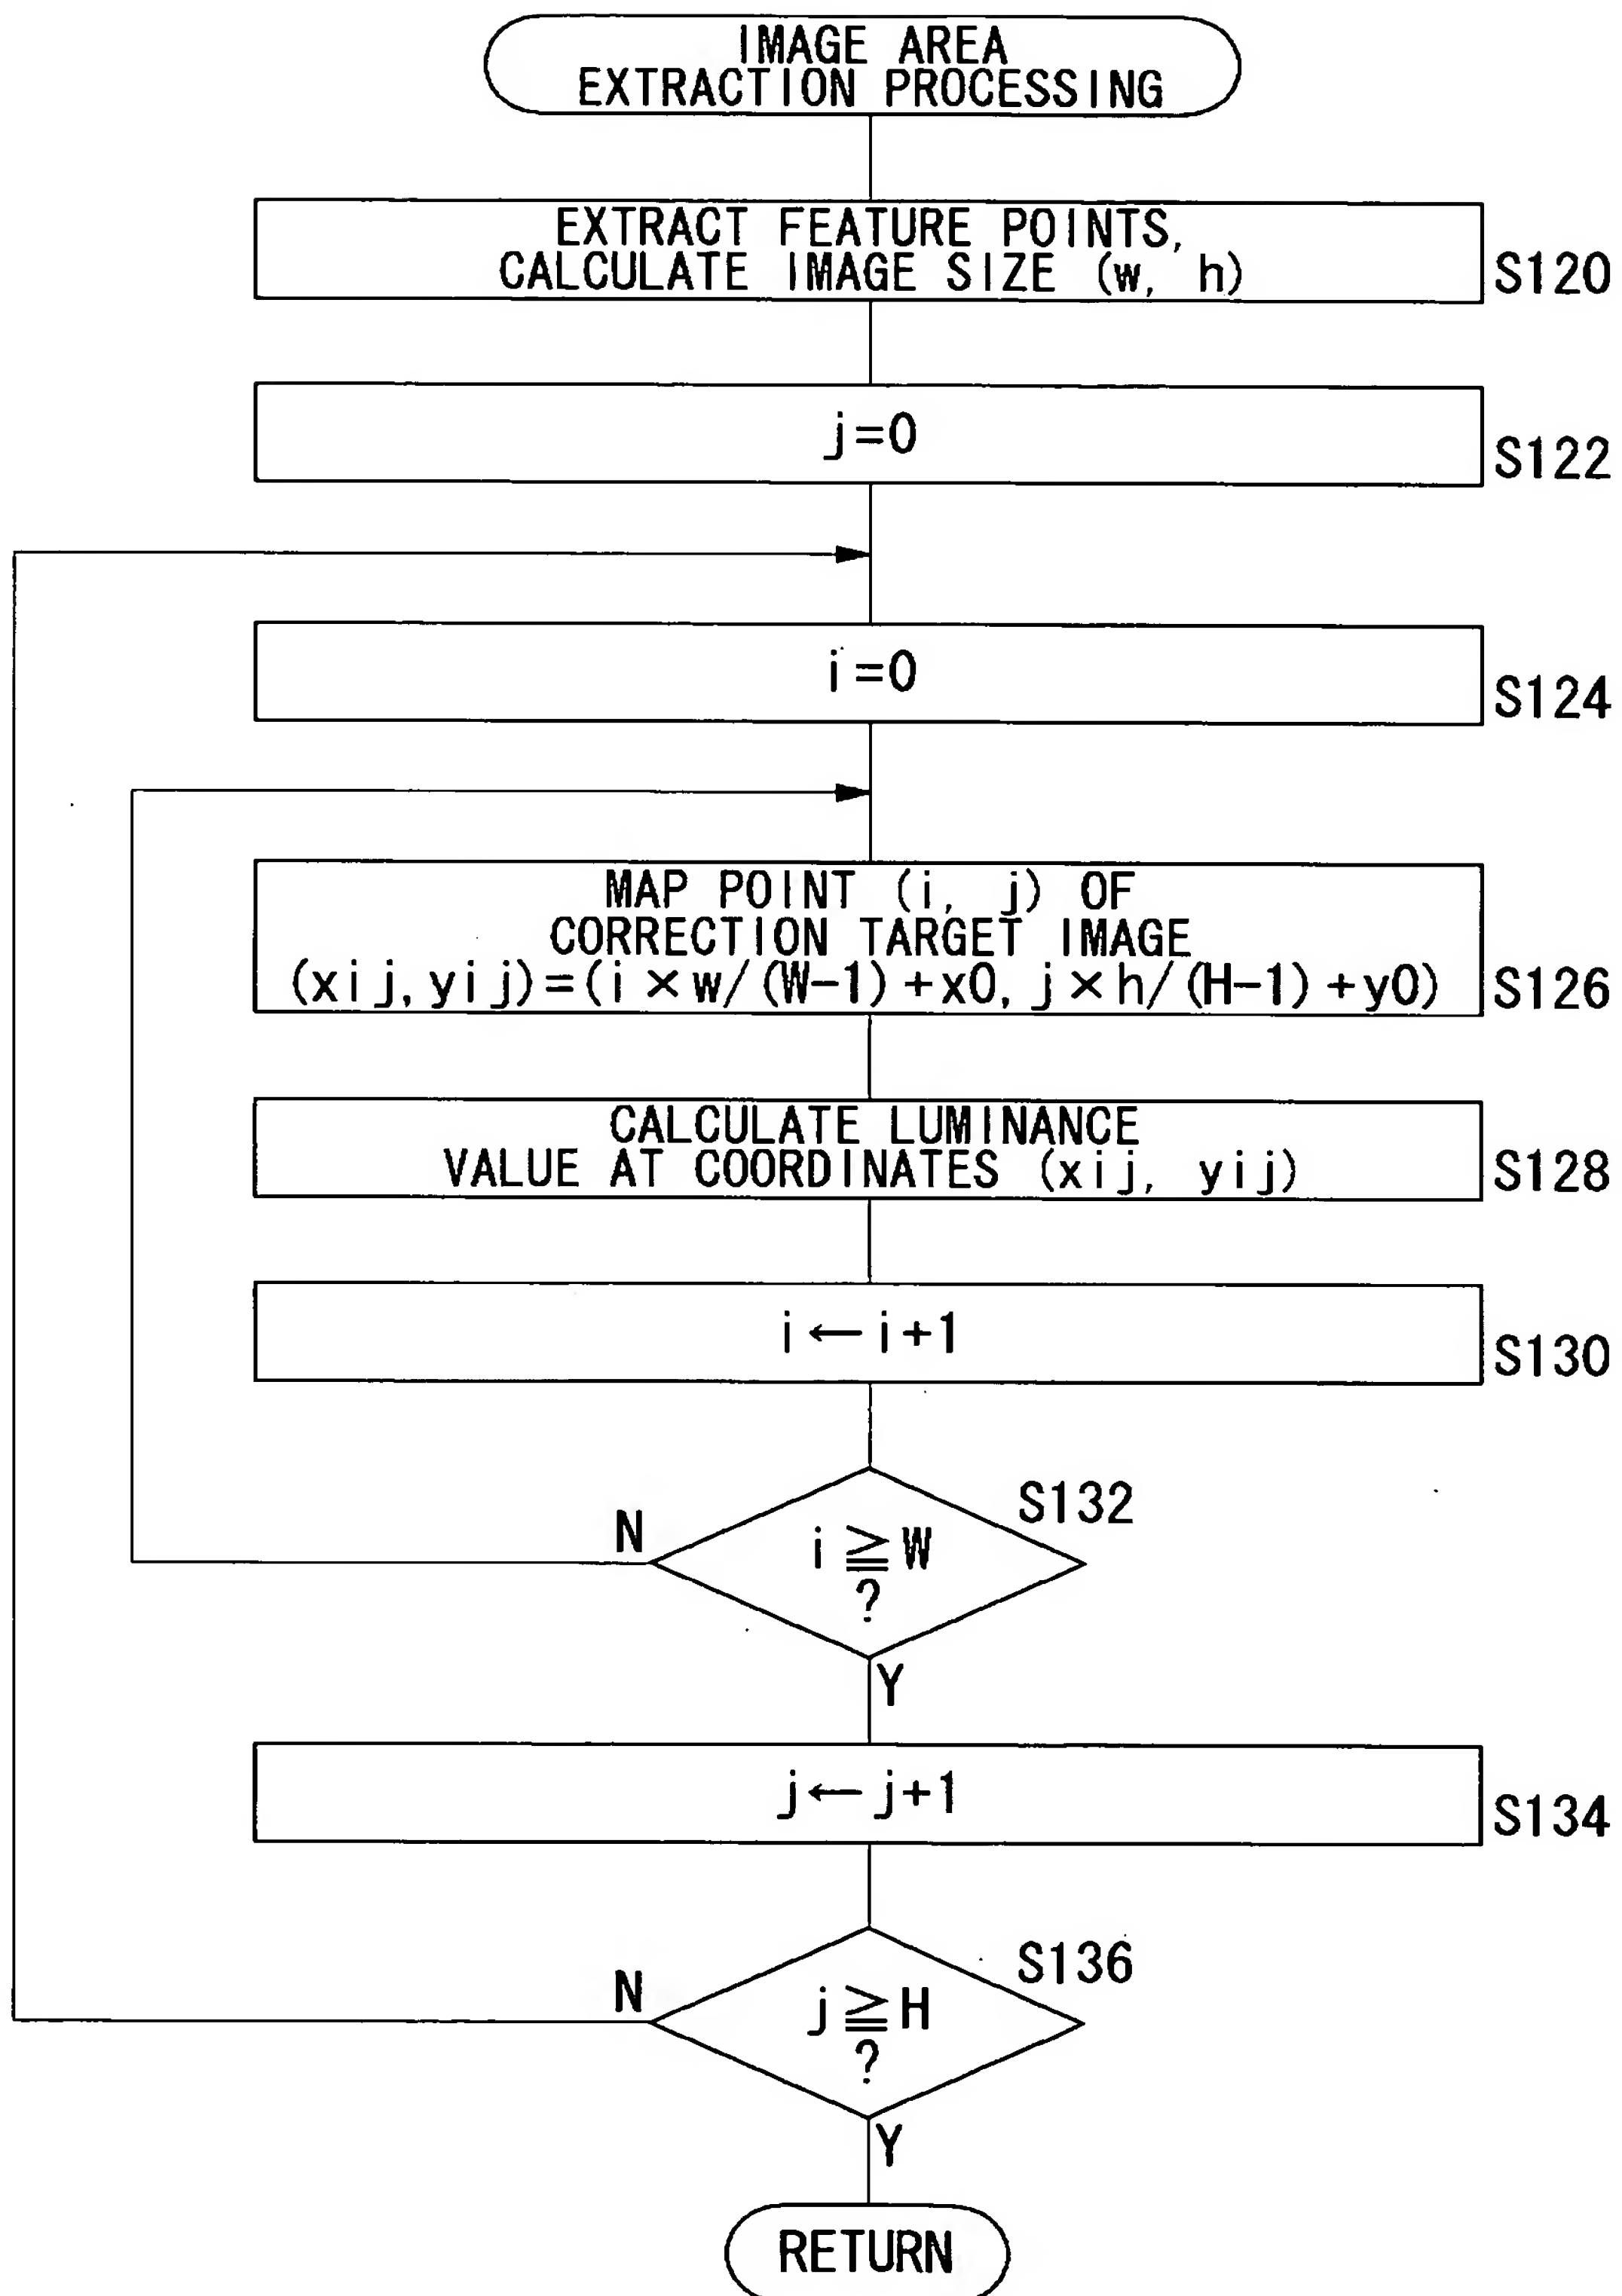 IMAGE AREA
EXTRACTION PROCESSING
EXTRACT FEATURE POINTS,
CALCULATE IMAGE SIZE (w, h)
S120
j=0
S122
i=0
S124
MAP POINT (i, j) OF
CORRECTION TARGET IMAGE
(xij, yij)=(i×w/(W-1)+x0, j×h/(H-1)+y0)
S126
CALCULATE LUMINANCE
VALUE AT COORDINATES (xij, yij)
S128
i←i+1
S130
S132
N
i≧W
?
Y
j←j+1
S134
S136
N
j≧H
?
Y
RETURN